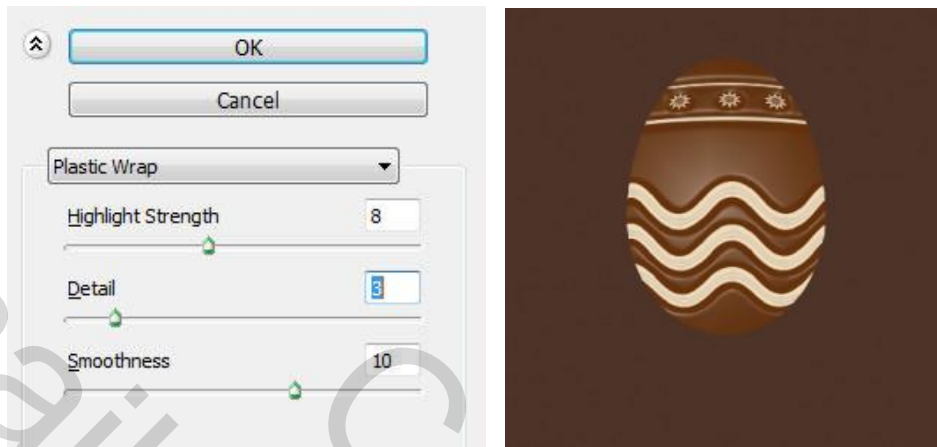 OK
Cancel
Plastic Wrap
Highlight Strength 8
Detail 3
Smoothness 10